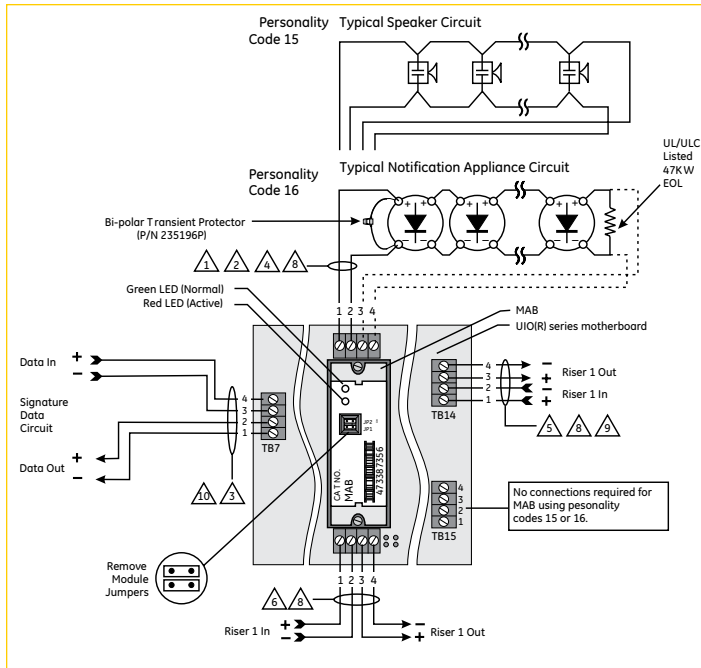 Personality Typical Speaker Circuit
Code 15
Personality Typical Notification Appliance Circuit
Code 16
UL/ULC
Listed
47KW
EOL
Bi-polar Transient Protector
(P/N 235196P)
+ + + + + +
− − − − − −
1 2 4 8
Green LED (Normal)
Red LED (Active)
1 2 3 4
MAB
UIO(R) series motherboard
Data In
+
−
Signature
Data
Circuit
Data Out
+
−
4
3
2
1
TB7
10 3
JP2 1
JP1
CAT NO.
MAB
473387356
4
3
2
1
TB14
−
+
−
+
Riser 1 Out
Riser 1 In
5 8 9
4
3
2
1
TB15
No connections required for
MAB using pesonality
codes 15 or 16.
Remove
Module
Jumpers
1 2 3 4
6 8
Riser 1 In
+
−
−
+
Riser 1 Out